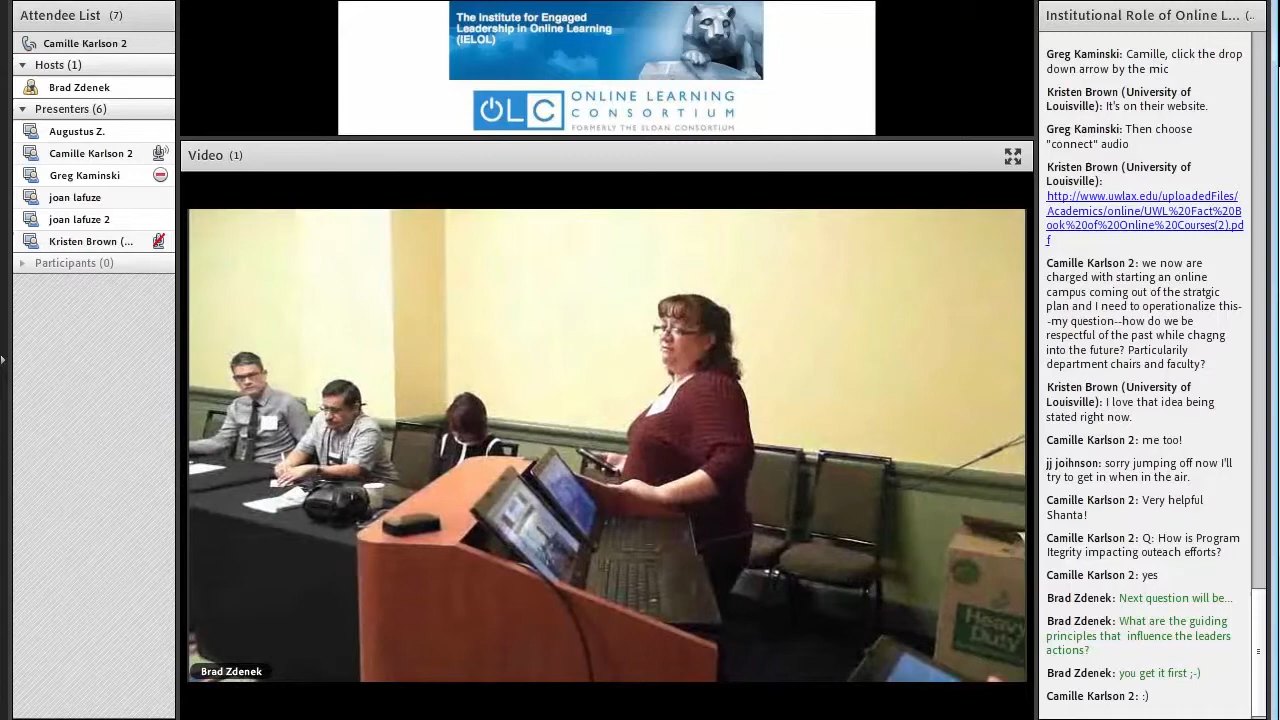 Attendee List (7)
Camille Karlson 2
Hosts (1)
Brad Zdenek
Presenters (6)
Augustus Z.
Camille Karlson 2
Greg Kaminski
joan lafuze
joan lafuze 2
Kristen Brown (...
Participants (0)
The Institute for Engaged
Leadership in Online Learning
(IELOL)
OLC
ONLINE LEARNING
CONSORTIUM
FORMERLY THE SLOAN CONSORTIUM
Video (1)
Heavy
Duty
Brad Zdenek
Institutional Role of Online L... (..
Greg Kaminski: Camille, click the drop
down arrow by the mic
Kristen Brown (University of
Louisville): It's on their website.
Greg Kaminski: Then choose
"connect" audio
Kristen Brown (University of
Louisville):
http://www.uwlax.edu/uploadedFiles/
Academics/online/UWL%20Fact%20B
ook%20of%20Online%20Courses(2).pd
f
Camille Karlson 2: we now are
charged with starting an online
campus coming out of the stratgic
plan and I need to operationalize this-
-my question--how do we be
respectful of the past while chagng
into the future? Particularily
department chairs and faculty?
Kristen Brown (University of
Louisville): I love that idea being
stated right now.
Camille Karlson 2: me too!
jj joihnson: sorry jumping off now I'll
try to get in when in the air.
Camille Karlson 2: Very helpful
Shanta!
Camille Karlson 2: Q: How is Program
Itegrity impacting outeach efforts?
Camille Karlson 2: yes
Brad Zdenek: Next question will be...
Brad Zdenek: What are the guiding
principles that influence the leaders
actions?
Brad Zdenek: you get it first ;-)
Camille Karlson 2: :)